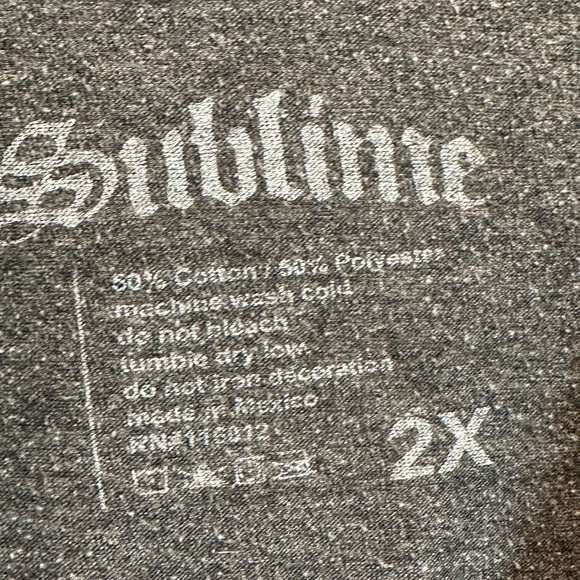 Sublime
50% Cotton / 50% Polyester
machine wash cold
do not bleach
tumble dry low
do not iron decoration
made in Mexico
2X